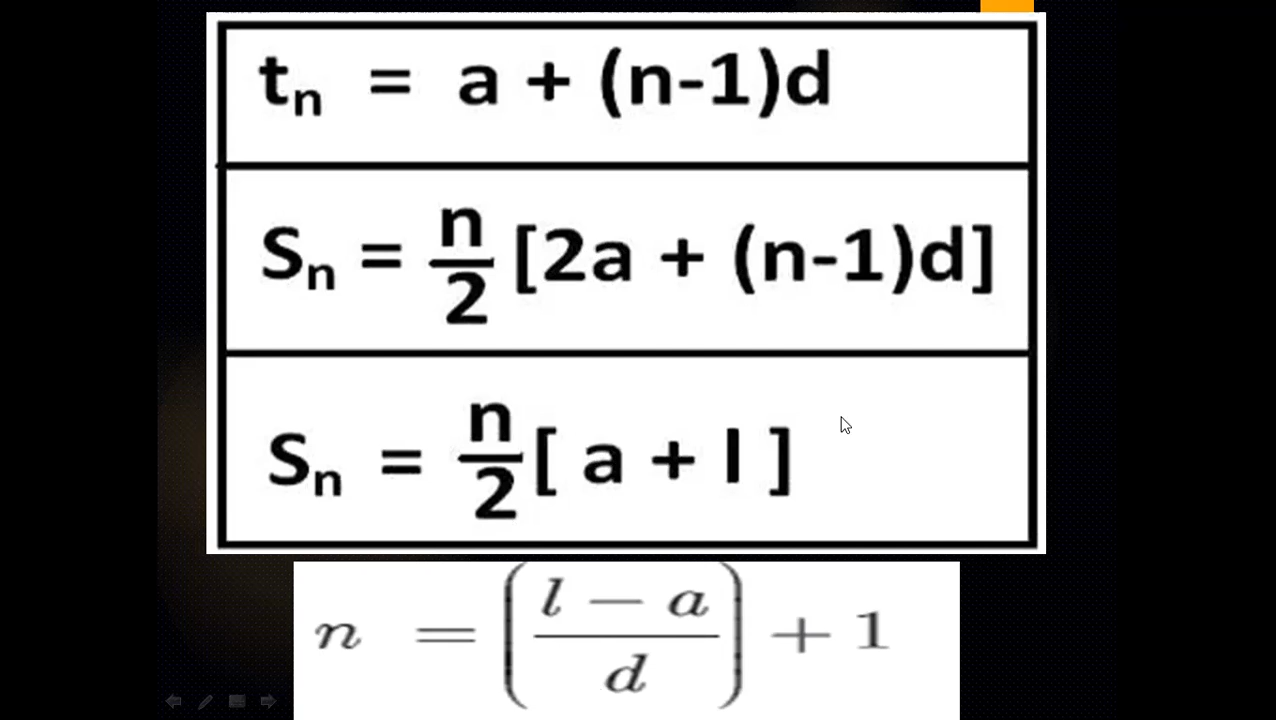 tₙ = a + (n-1)d
Sₙ = n/2 [2a + (n-1)d]
Sₙ = n/2 [ a + l ]
n = ( l − a / d ) + 1